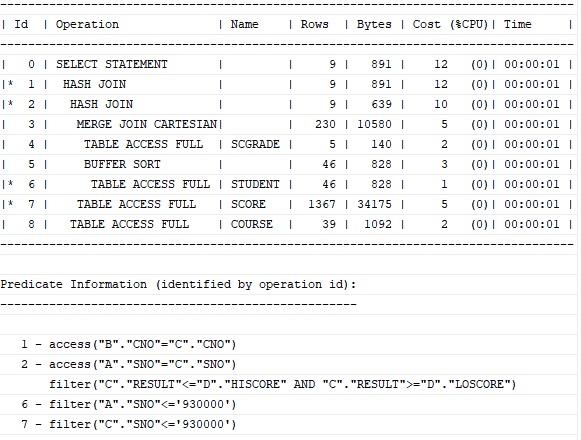 --------------------------------------------------------------------------------
| Id  | Operation              | Name    | Rows  | Bytes | Cost (%CPU)| Time     |
--------------------------------------------------------------------------------
|   0 | SELECT STATEMENT       |         |     9 |   891 |    12   (0)| 00:00:01 |
|*  1 |  HASH JOIN             |         |     9 |   891 |    12   (0)| 00:00:01 |
|*  2 |   HASH JOIN            |         |     9 |   639 |    10   (0)| 00:00:01 |
|   3 |    MERGE JOIN CARTESIAN|         |   230 | 10580 |     5   (0)| 00:00:01 |
|   4 |     TABLE ACCESS FULL  | SCGRADE |     5 |   140 |     2   (0)| 00:00:01 |
|   5 |     BUFFER SORT        |         |    46 |   828 |     3   (0)| 00:00:01 |
|*  6 |      TABLE ACCESS FULL | STUDENT |    46 |   828 |     1   (0)| 00:00:01 |
|*  7 |    TABLE ACCESS FULL   | SCORE   |  1367 | 34175 |     5   (0)| 00:00:01 |
|   8 |   TABLE ACCESS FULL    | COURSE  |    39 |  1092 |     2   (0)| 00:00:01 |
--------------------------------------------------------------------------------
Predicate Information (identified by operation id):
---------------------------------------------------
   1 - access("B"."CNO"="C"."CNO")
   2 - access("A"."SNO"="C"."SNO")
       filter("C"."RESULT"<="D"."HISCORE" AND "C"."RESULT">="D"."LOSCORE")
   6 - filter("A"."SNO"<='930000')
   7 - filter("C"."SNO"<='930000')